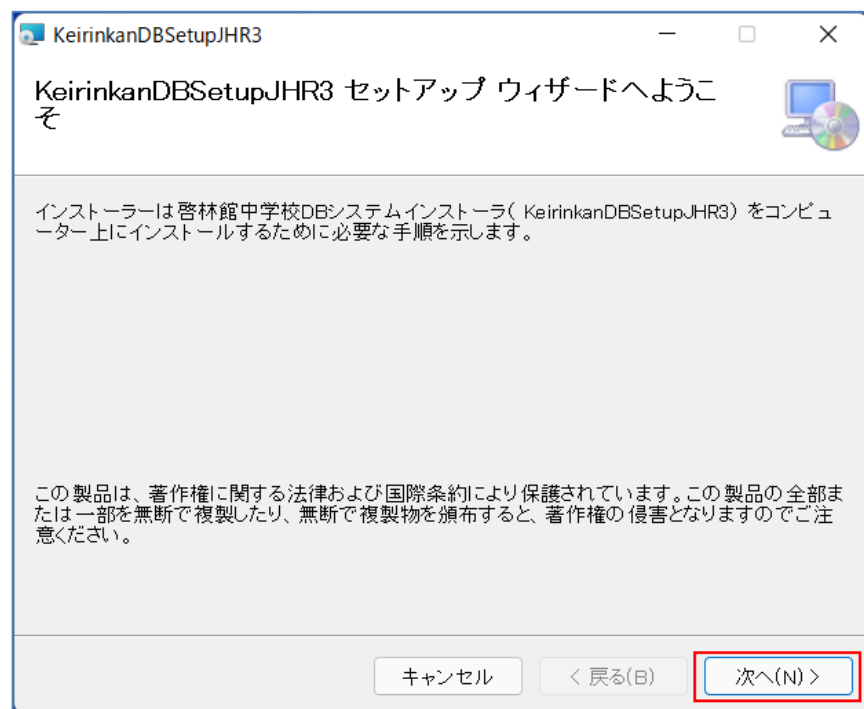 KeirinkanDBSetupJHR3
KeirinkanDBSetupJHR3 セットアップ ウィザードへようこ
そ
インストーラーは啓林館中学校DBシステムインストーラ( KeirinkanDBSetupJHR3) をコンピュ
ーター上にインストールするために必要な手順を示します。
この製品は、著作権に関する法律および国際条約により保護されています。この製品の全部ま
たは一部を無断で複製したり、無断で複製物を頒布すると、著作権の侵害となりますのでご注
意ください。
キャンセル
< 戻る(B)
次へ(N) >